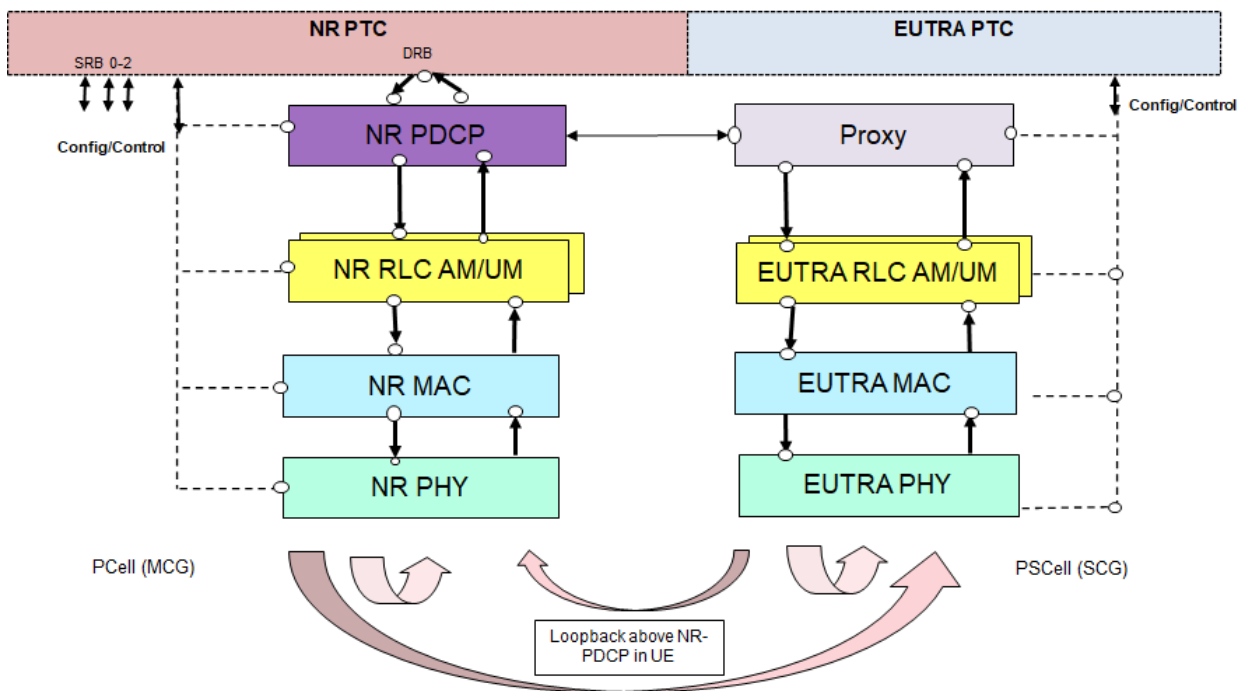 NR PTC
EUTRA PTC
SRB 0-2
DRB
Config/Control
Config/Control
NR PDCP
Proxy
NR RLC AM/UM
EUTRA RLC AM/UM
NR MAC
EUTRA MAC
NR PHY
EUTRA PHY
PCell (MCG)
PSCell (SCG)
Loopback above NR-
PDCP in UE